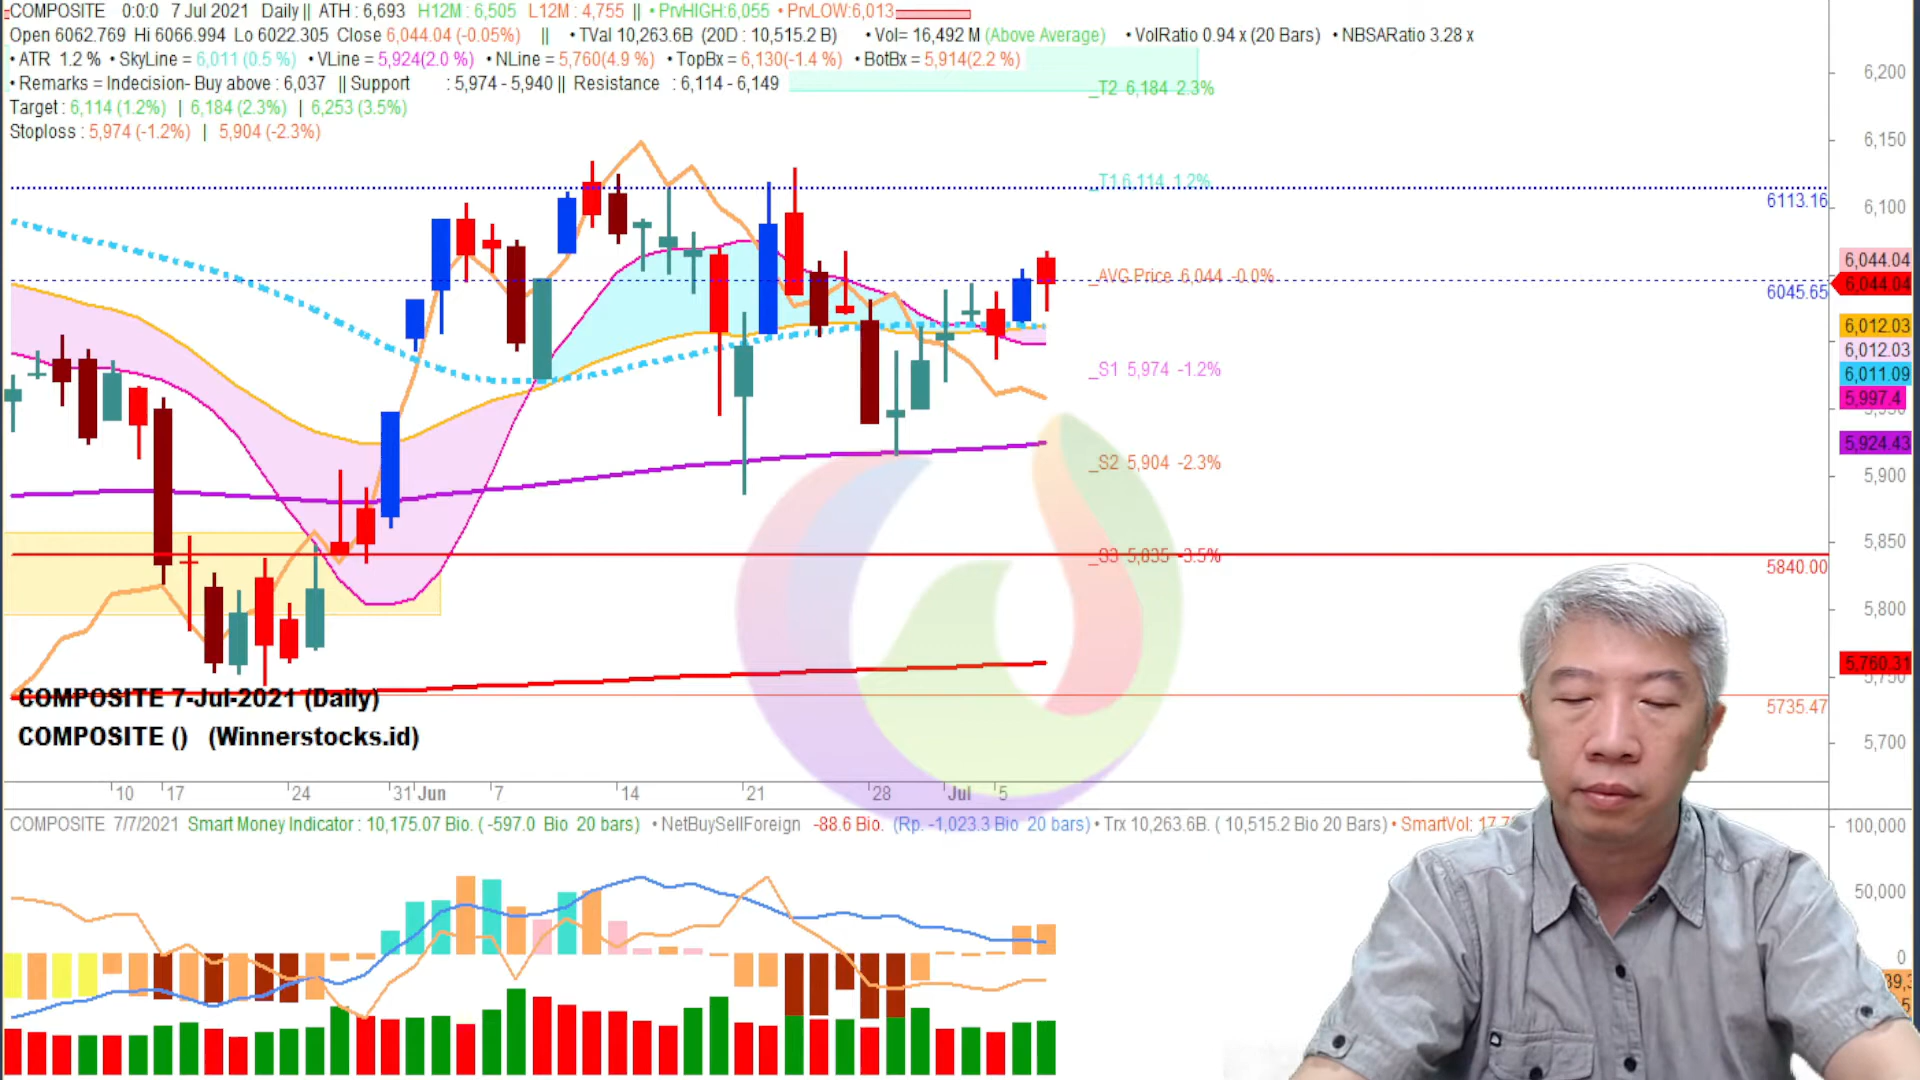 COMPOSITE 0:0:0 7 Jul 2021 Daily || ATH : 6,693 H12M : 6,505 L12M : 4,755 || • PrvHIGH:6,055 • PrvLOW:6,013
Open 6062.769 Hi 6066.994 Lo 6022.305 Close 6,044.04 (-0.05%) || • TVal 10,263.6B (20D : 10,515.2 B) • Vol= 16,492 M (Above Average) • VolRatio 0.94 x (20 Bars) • NBSARatio 3.28 x
• ATR 1.2 % • SkyLine = 6,011 (0.5 %) • VLine = 5,924(2.0 %) • NLine = 5,760(4.9 %) • TopBx = 6,130(-1.4 %) • BotBx = 5,914(2.2 %)
• Remarks = Indecision- Buy above : 6,037 || Support : 5,974 - 5,940 || Resistance : 6,114 - 6,149
Target : 6,114 (1.2%) | 6,184 (2.3%) | 6,253 (3.5%)
Stoploss : 5,974 (-1.2%) | 5,904 (-2.3%)
_T2 6,184 2.3%
_T1 6,114 1.2%
_AVG Price 6,044 -0.0%
_S1 5,974 -1.2%
_S2 5,904 -2.3%
_S3 5,835 -3.5%
6113.16
6045.65
5840.00
5735.47
6,200
6,150
6,100
6,044.04
6,044.04
6,012.03
6,012.03
6,011.09
5,997.4
5,924.43
5,900
5,850
5,800
5,760.31
5,700
COMPOSITE 7-Jul-2021 (Daily)
COMPOSITE () (Winnerstocks.id)
10 17 24 31 Jun 7 14 21 28 Jul 5
COMPOSITE 7/7/2021 Smart Money Indicator : 10,175.07 Bio. ( -597.0 Bio 20 bars) • NetBuySellForeign -88.6 Bio. (Rp. -1,023.3 Bio 20 bars) • Trx 10,263.6B. ( 10,515.2 Bio 20 Bars) • SmartVol:
100,000
50,000
0